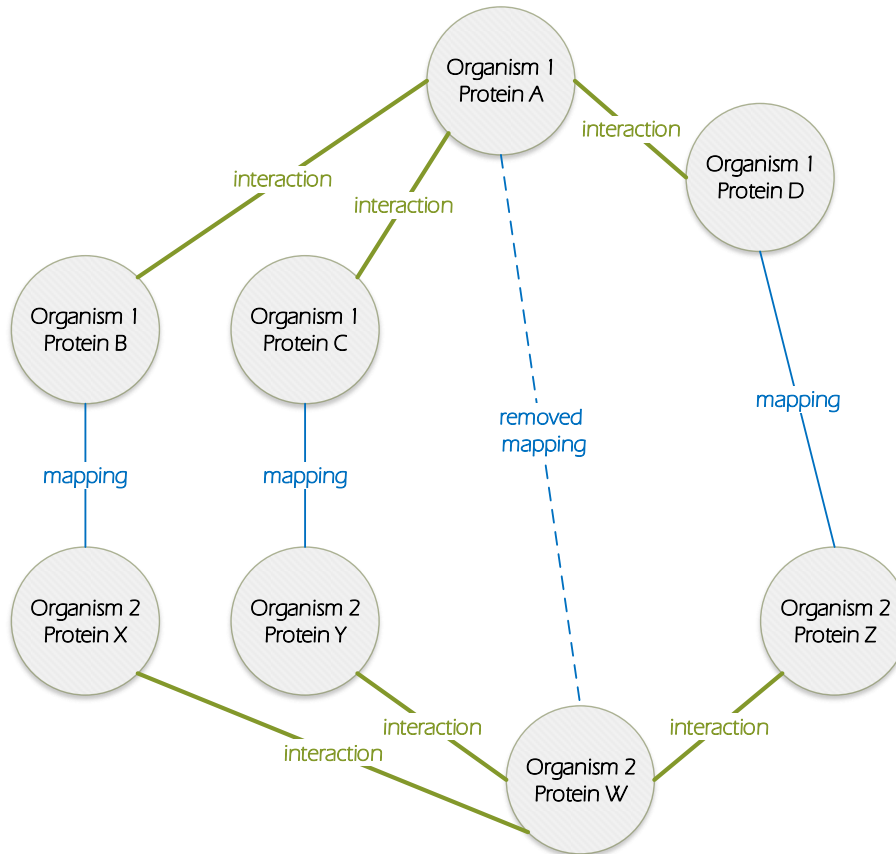 Organism 1
Protein A
interaction
Organism 1
Protein D
interaction
interaction
Organism 1
Protein B
Organism 1
Protein C
removed
mapping
mapping
mapping
mapping
Organism 2
Protein X
Organism 2
Protein Y
Organism 2
Protein Z
interaction
interaction
interaction
Organism 2
Protein W